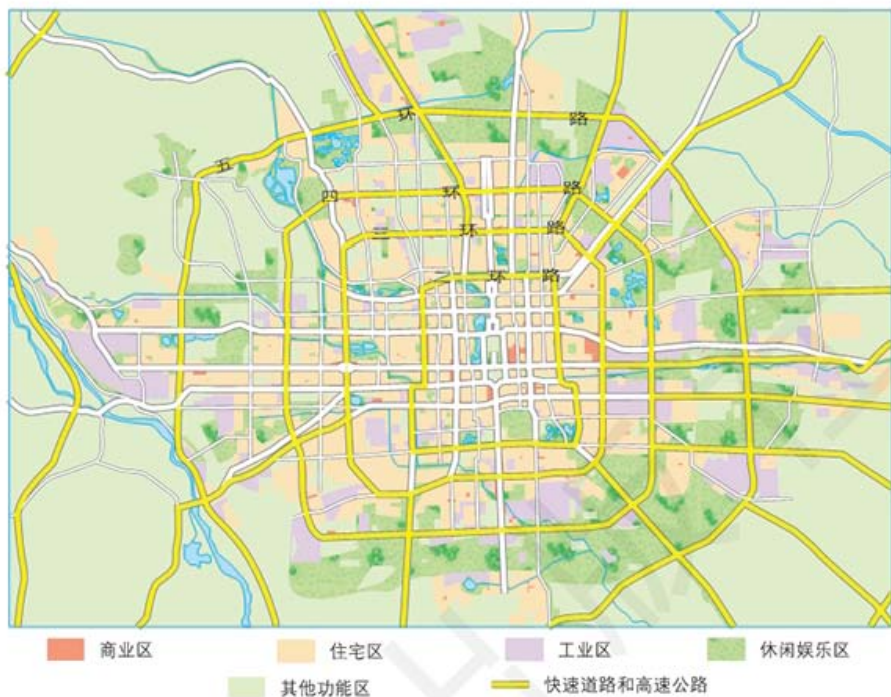 五 环 路
四 环 路
三 环 路
二 环 路
商业区 住宅区 工业区 休闲娱乐区
其他功能区 快速道路和高速公路